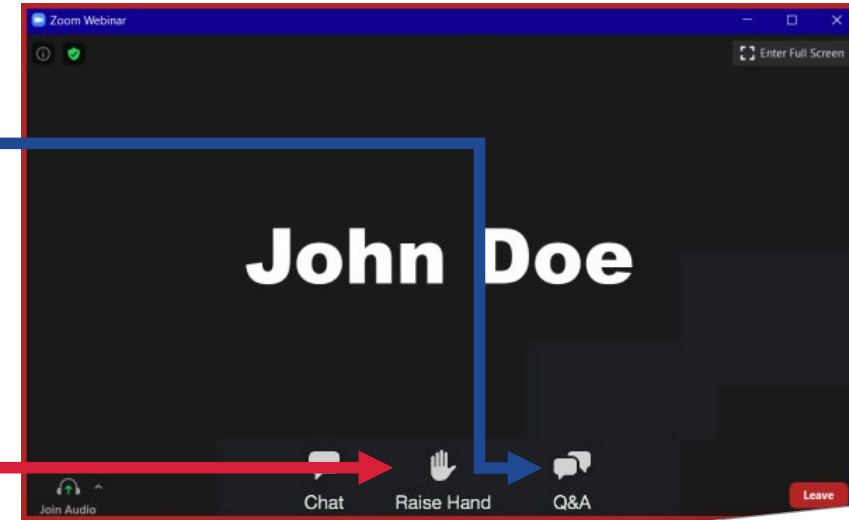 Zoom Webinar
Enter Full Screen
John Doe
Join Audio
Chat
Raise Hand
Q&A
Leave